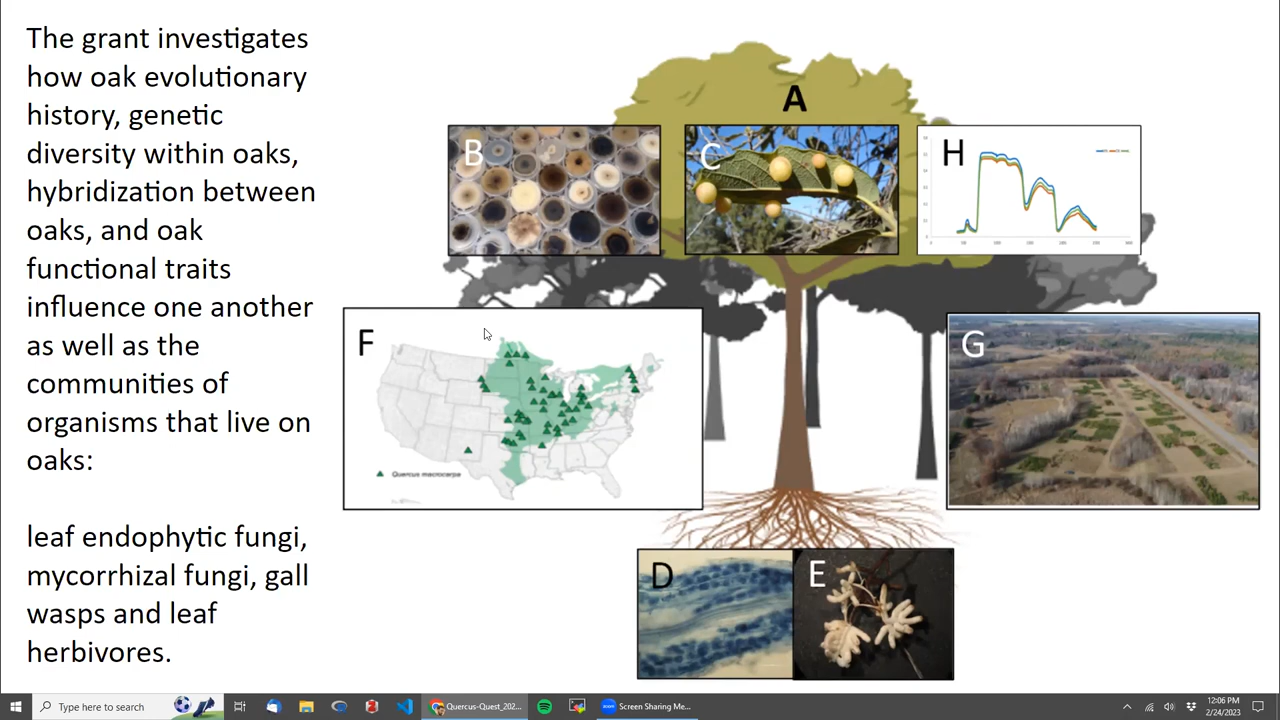 The grant investigates
how oak evolutionary
history, genetic
diversity within oaks,
hybridization between
oaks, and oak
functional traits
influence one another
as well as the
communities of
organisms that live on
oaks:
leaf endophytic fungi,
mycorrhizal fungi, gall
wasps and leaf
herbivores.
A
B
C
H
F
Quercus macrocarpa
G
D
E
Type here to search
Quercus-Quest_202...
Screen Sharing Me...
12:06 PM
2/24/2023